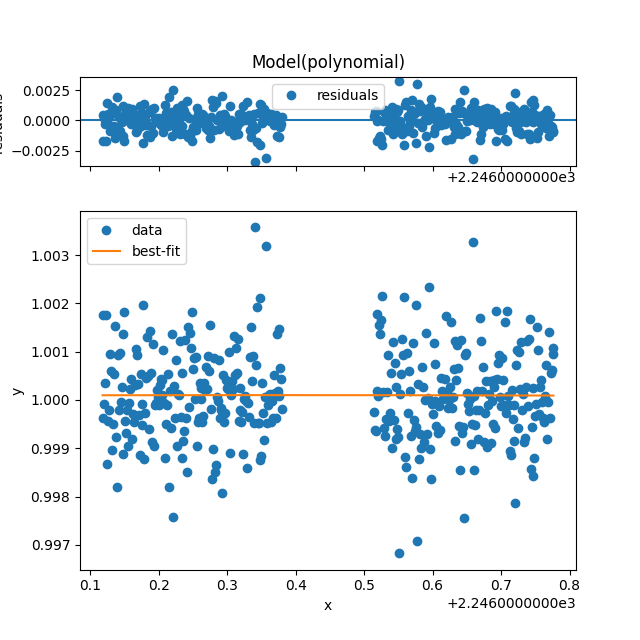 Model(polynomial)
residuals
0.0025
0.0000
−0.0025
residuals
+2.2460000000e3
data
best-fit
1.003
1.002
1.001
1.000
0.999
0.998
0.997
y
0.1 0.2 0.3 0.4 0.5 0.6 0.7 0.8
x
+2.2460000000e3